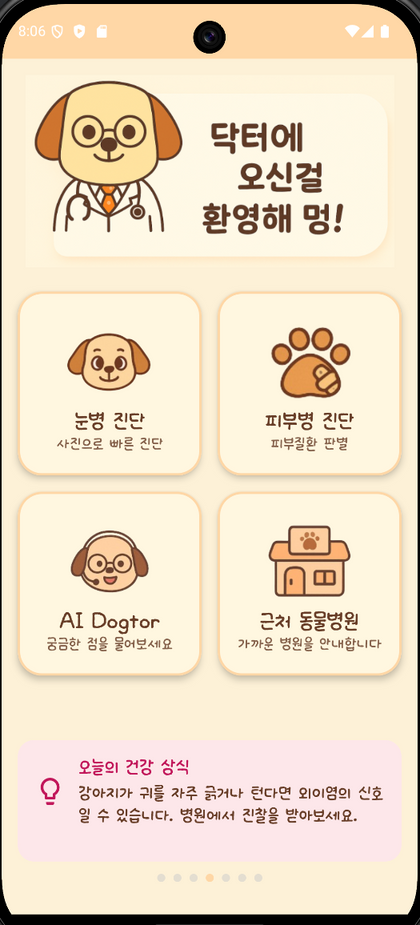 8:06
닥터에
오신걸
환영해 멍!
눈병 진단
사진으로 빠른 진단
피부병 진단
피부질환 판별
AI Dogtor
궁금한 점을 물어보세요
근처 동물병원
가까운 병원을 안내합니다
오늘의 건강 상식
강아지가 귀를 자주 긁거나 턴다면 외이염의 신호
일 수 있습니다. 병원에서 진찰을 받아보세요.